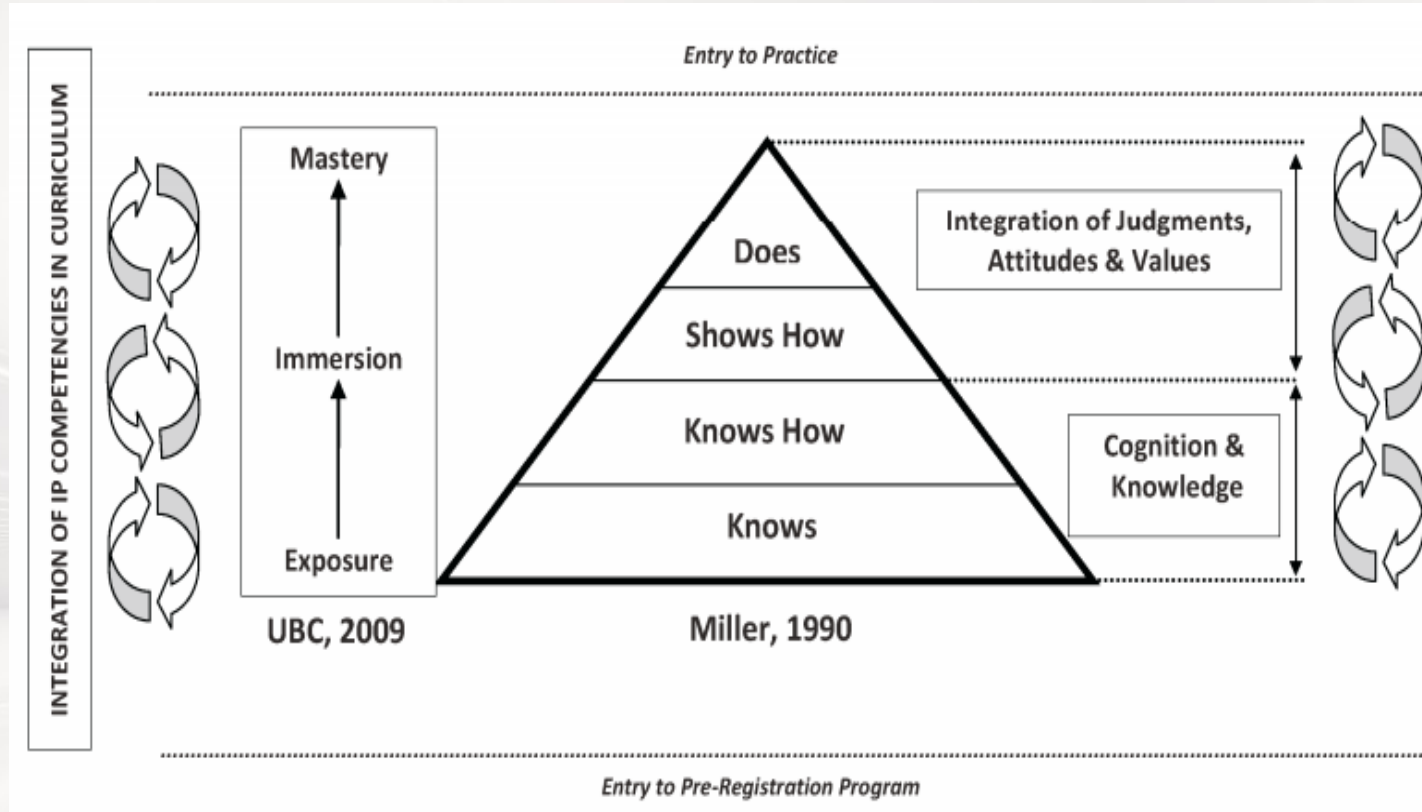 Entry to Practice
INTEGRATION OF IP COMPETENCIES IN CURRICULUM
Mastery
Immersion
Exposure
UBC, 2009
Does
Shows How
Knows How
Knows
Miller, 1990
Integration of Judgments,
Attitudes & Values
Cognition &
Knowledge
Entry to Pre-Registration Program